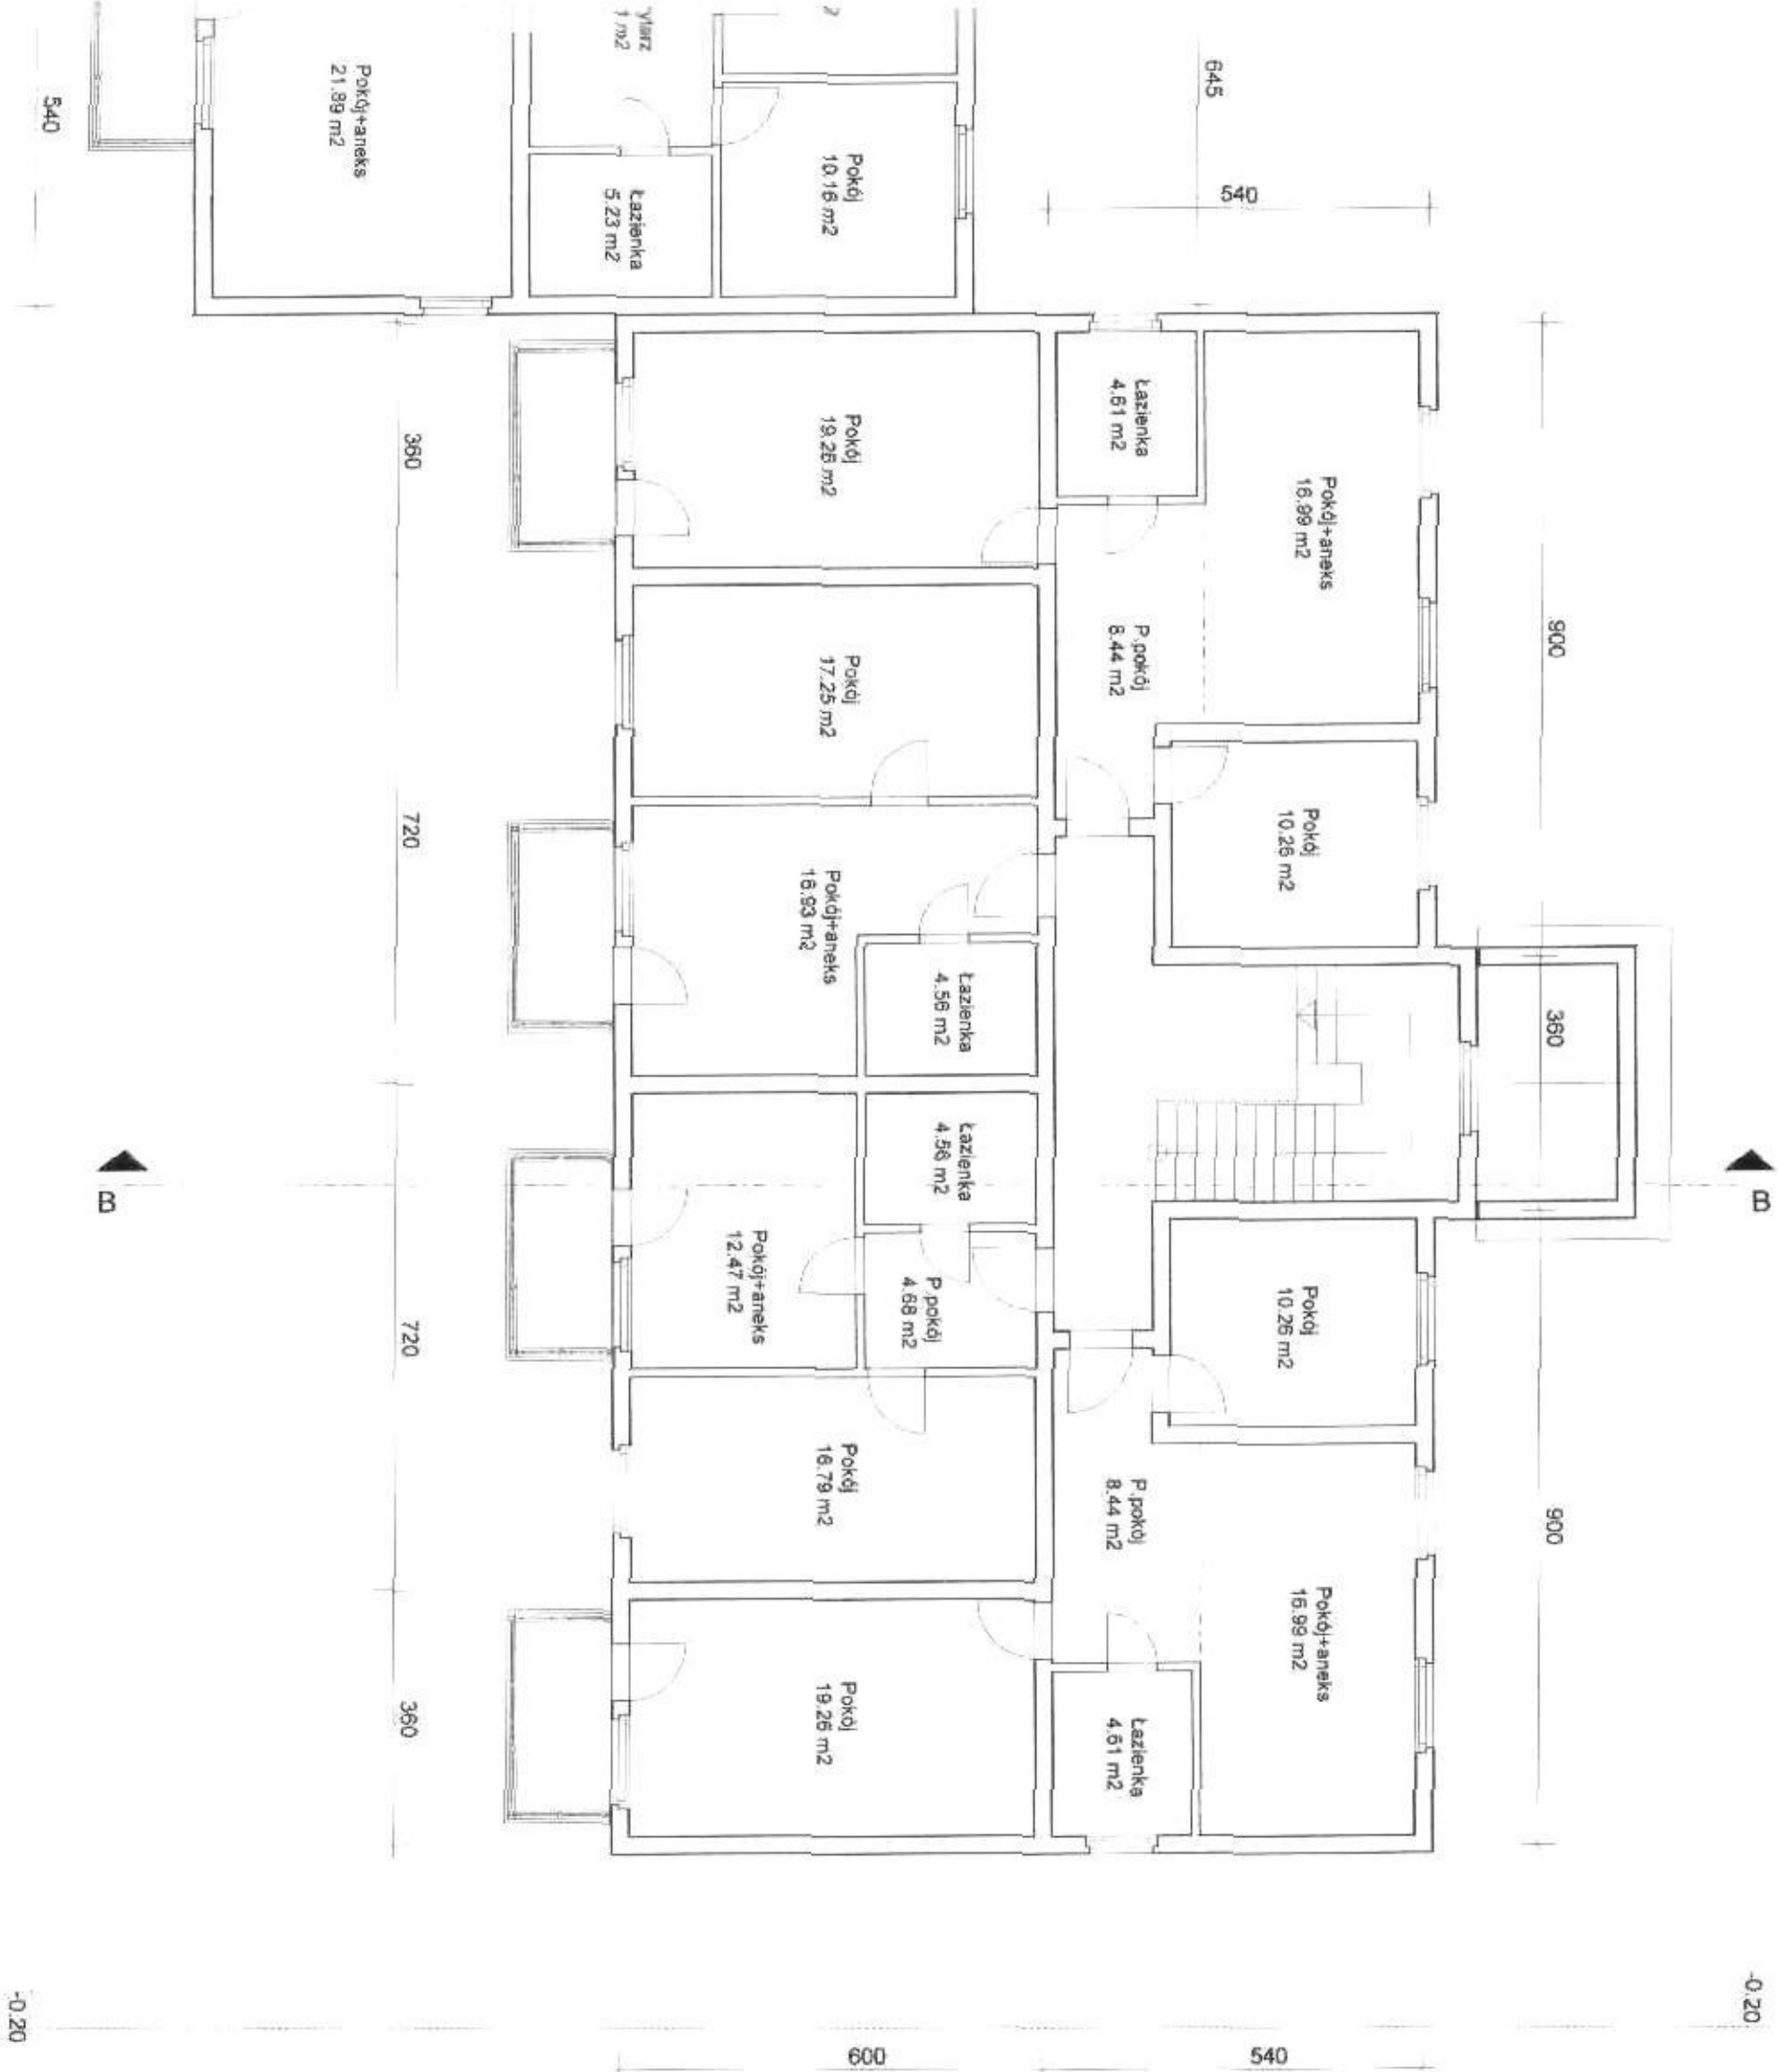 B
-0.20
900
360
900
645
540
Pokój+aneks
16.99 m2
Pokój
10.26 m2
Pokój
10.26 m2
Pokój+aneks
16.99 m2
540
Łazienka
4.61 m2
P.pokój
8.44 m2
P.pokój
8.44 m2
Łazienka
4.61 m2
Łazienka
4.56 m2
Łazienka
4.56 m2
P.pokój
4.68 m2
Pokój
10.16 m2
Pokój
19.26 m2
Pokój
17.25 m2
Pokój+aneks
16.93 m2
Pokój+aneks
12.47 m2
Pokój
16.79 m2
Pokój
19.26 m2
600
Łazienka
5.23 m2
Pokój+aneks
21.89 m2
360
720
720
360
540
B
-0.20